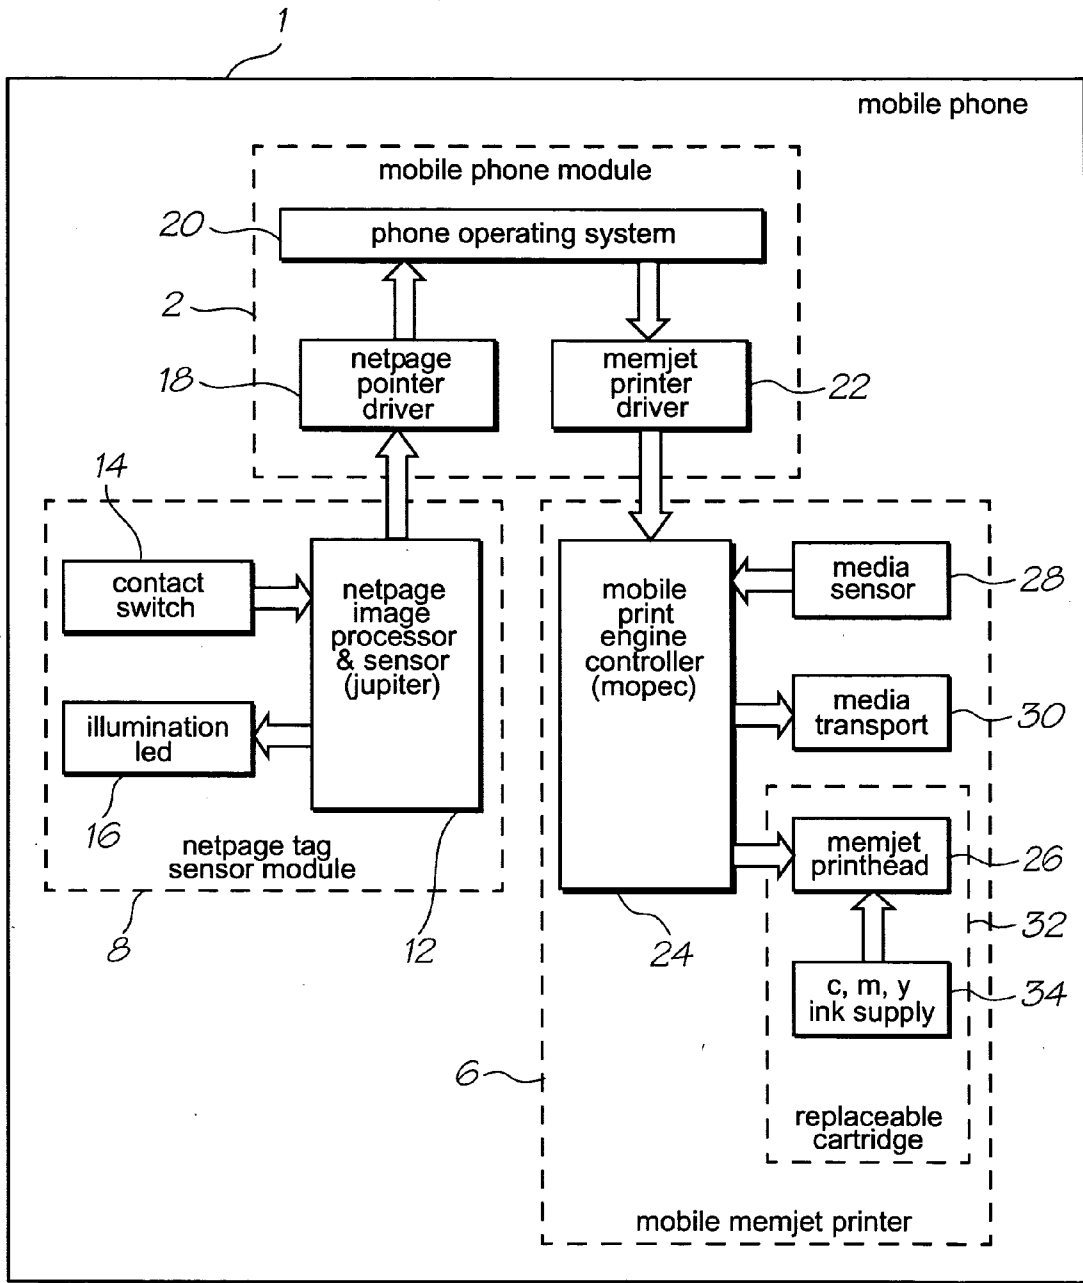 1
mobile phone
mobile phone module
20
phone operating system
2
18
netpage
pointer
driver
memjet
printer
driver
22
14
contact
switch
netpage
image
processor
& sensor
(jupiter)
mobile
print
engine
controller
(mopec)
media
sensor
28
illumination
led
media
transport
30
16
netpage tag
sensor module
memjet
printhead
26
8
12
24
32
c, m, y
ink supply
34
6
replaceable
cartridge
mobile memjet printer